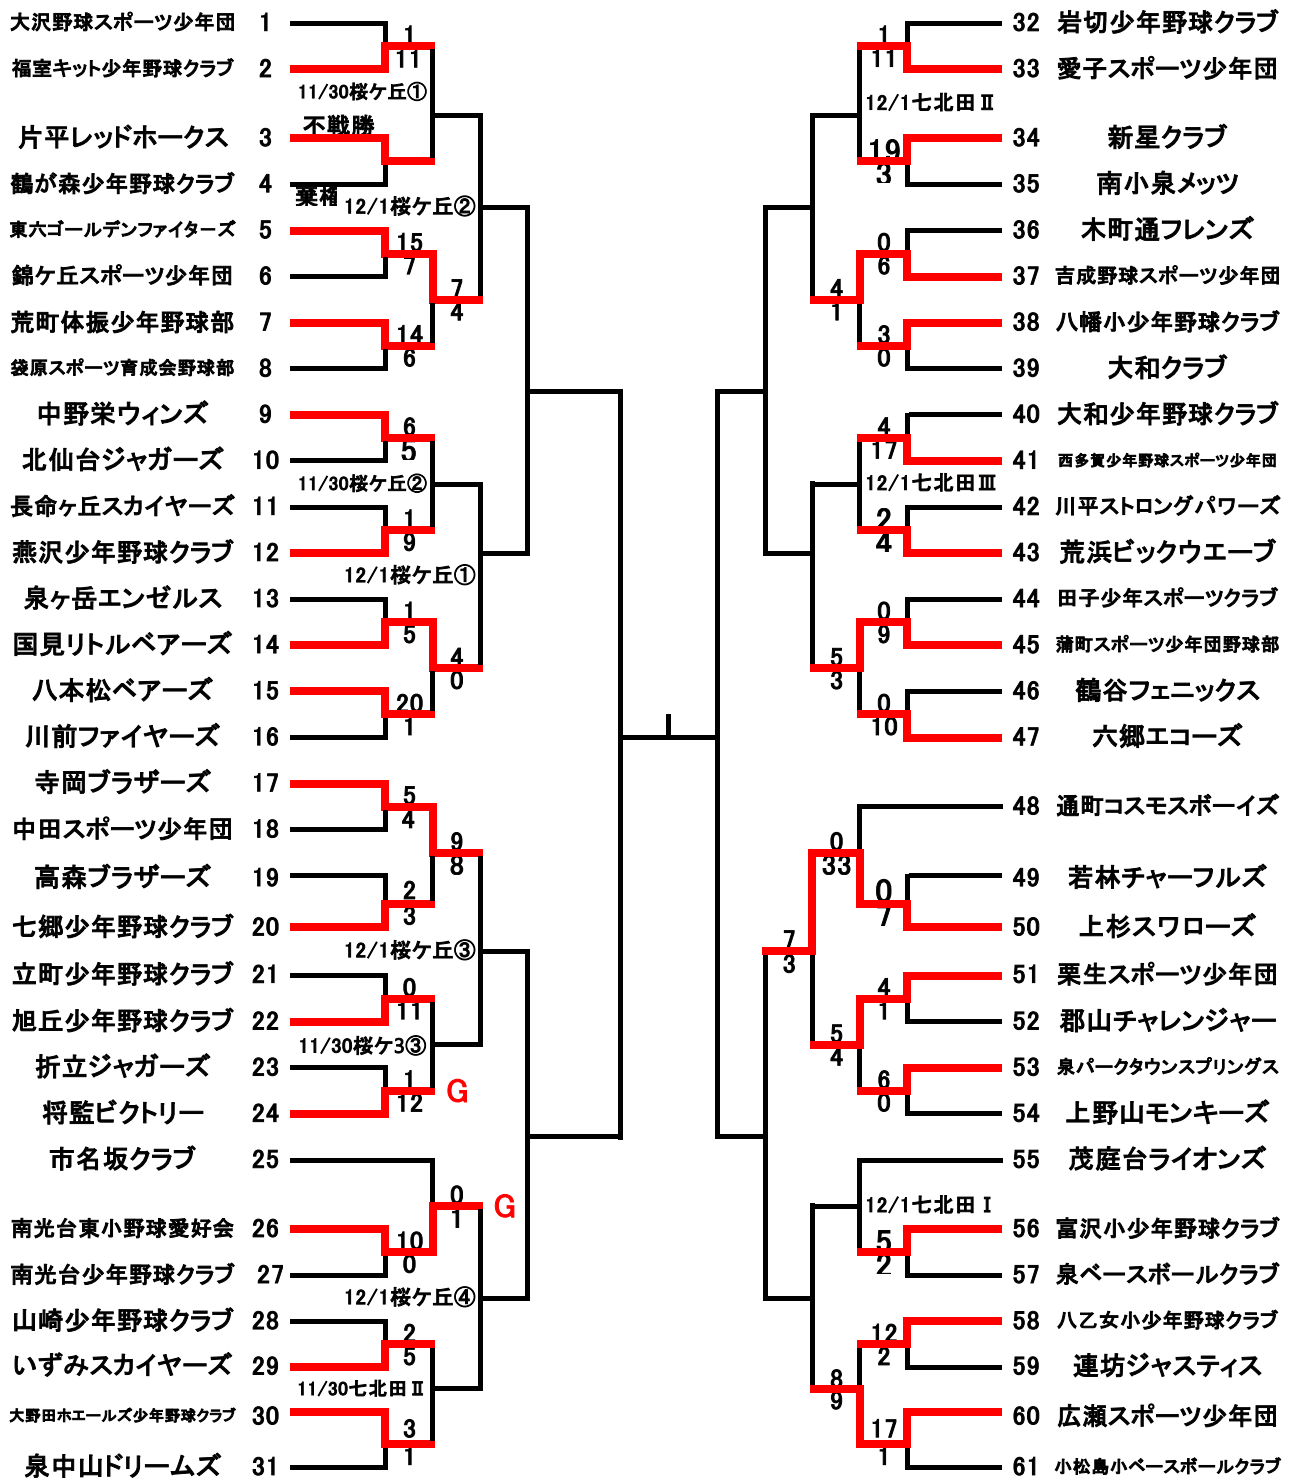 大沢野球スポーツ少年団 1
福室キット少年野球クラブ 2
1
11
11/30桜ケ丘①
片平レッドホークス 3
不戦勝
鶴が森少年野球クラブ 4
棄権
12/1桜ケ丘②
東六ゴールデンファイターズ 5
錦ケ丘スポーツ少年団 6
15
7
7
4
荒町体振少年野球部 7
袋原スポーツ育成会野球部 8
14
6
中野栄ウィンズ 9
北仙台ジャガーズ 10
6
5
11/30桜ケ丘②
長命ヶ丘スカイヤーズ 11
燕沢少年野球クラブ 12
1
9
12/1桜ケ丘①
泉ヶ岳エンゼルス 13
国見リトルベアーズ 14
1
5
4
0
八本松ベアーズ 15
川前ファイヤーズ 16
20
1
寺岡ブラザーズ 17
中田スポーツ少年団 18
5
4
9
8
高森ブラザーズ 19
七郷少年野球クラブ 20
2
3
12/1桜ケ丘③
立町少年野球クラブ 21
旭丘少年野球クラブ 22
0
11
11/30桜ケ3③
折立ジャガーズ 23
将監ビクトリー 24
1
12
G
市名坂クラブ 25
0
1
G
南光台東小野球愛好会 26
南光台少年野球クラブ 27
10
0
12/1桜ケ丘④
山崎少年野球クラブ 28
いずみスカイヤーズ 29
2
5
11/30七北田Ⅱ
大野田ホエールズ少年野球クラブ 30
泉中山ドリームズ 31
3
1
32 岩切少年野球クラブ
33 愛子スポーツ少年団
1
11
12/1七北田Ⅱ
34 新星クラブ
35 南小泉メッツ
19
3
36 木町通フレンズ
37 吉成野球スポーツ少年団
0
6
4
1
38 八幡小少年野球クラブ
39 大和クラブ
3
0
40 大和少年野球クラブ
41 西多賀少年野球スポーツ少年団
4
17
12/1七北田Ⅲ
42 川平ストロングパワーズ
43 荒浜ビックウエーブ
2
4
44 田子少年スポーツクラブ
45 蒲町スポーツ少年団野球部
0
9
5
3
46 鶴谷フェニックス
47 六郷エコーズ
0
10
48 通町コスモスボーイズ
0
33
49 若林チャーフルズ
50 上杉スワローズ
0
7
7
3
51 栗生スポーツ少年団
52 郡山チャレンジャー
4
1
5
4
53 泉パークタウンスプリングス
54 上野山モンキーズ
6
0
55 茂庭台ライオンズ
12/1七北田Ⅰ
56 富沢小少年野球クラブ
57 泉ベースボールクラブ
5
2
58 八乙女小少年野球クラブ
59 連坊ジャスティス
12
2
8
9
60 広瀬スポーツ少年団
61 小松島小ベースボールクラブ
17
1